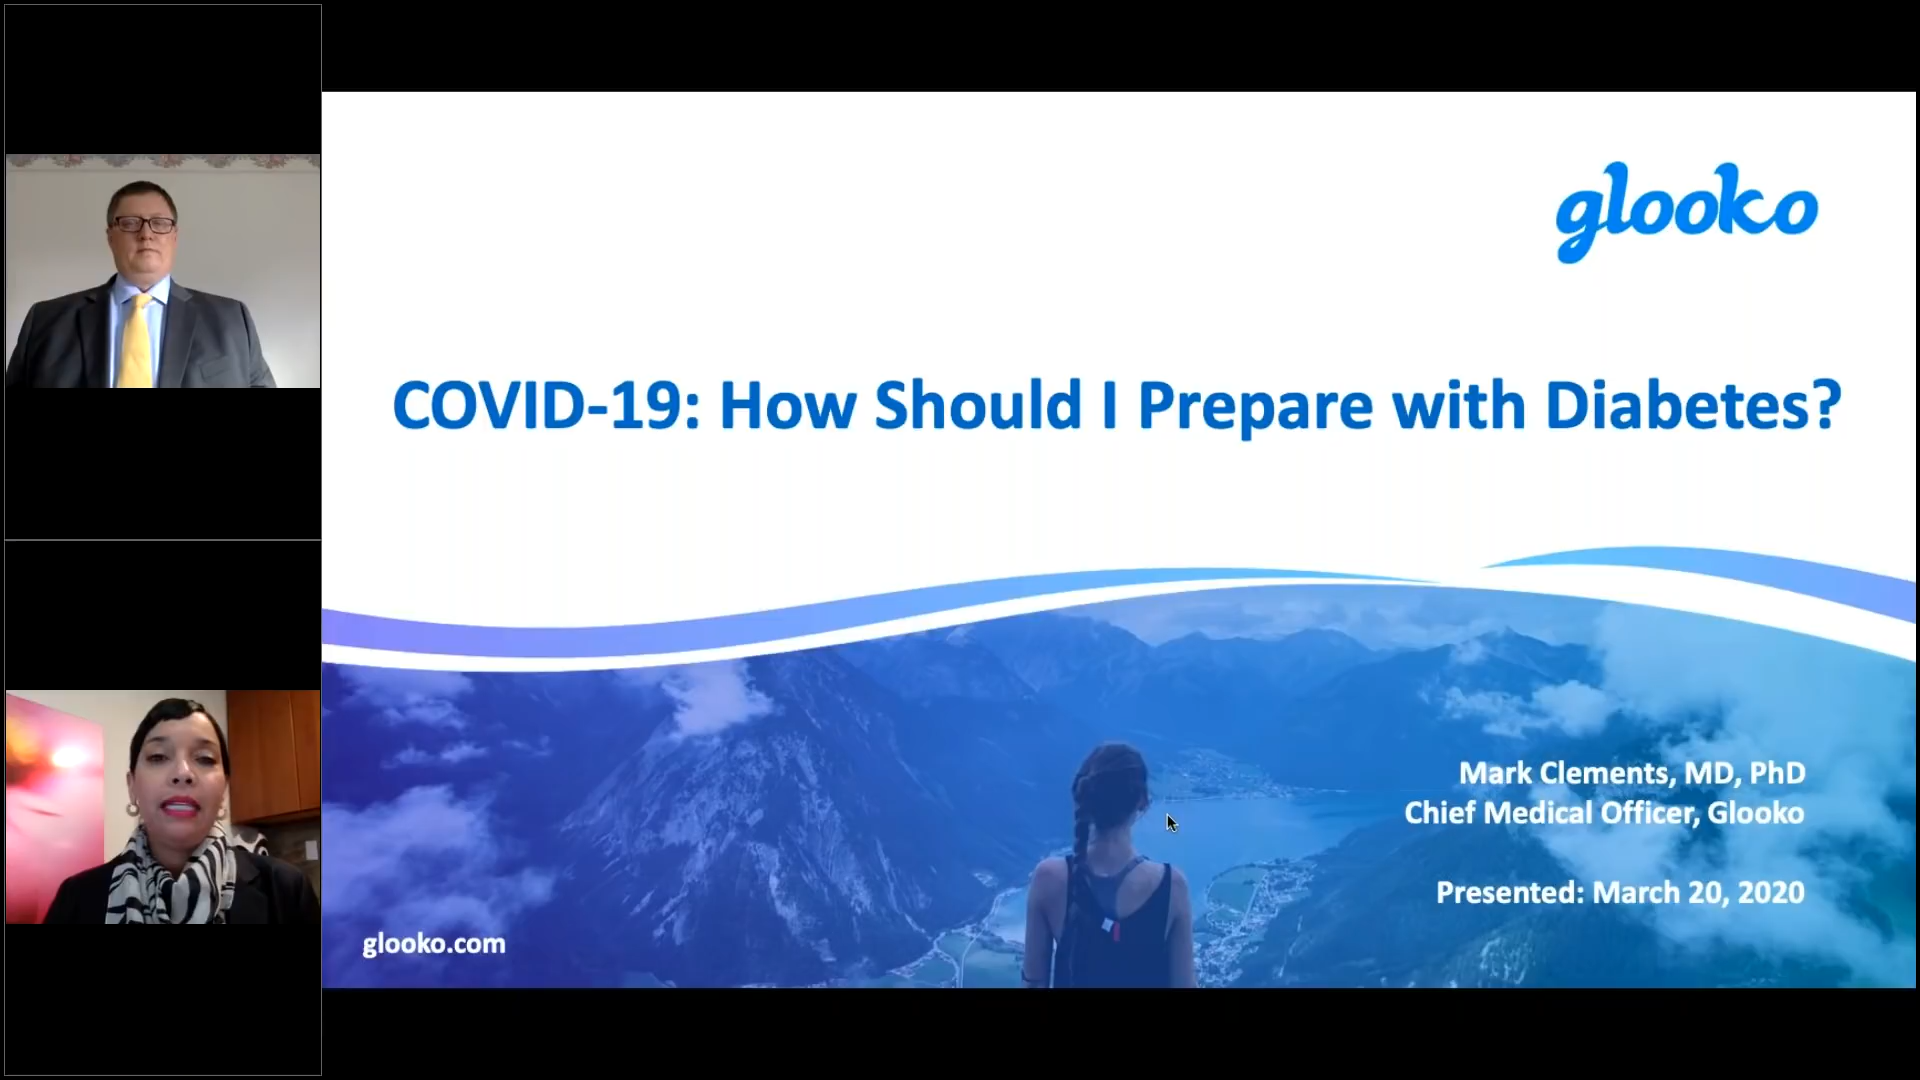 glooko
COVID-19: How Should I Prepare with Diabetes?
Mark Clements, MD, PhD
Chief Medical Officer, Glooko
Presented: March 20, 2020
glooko.com